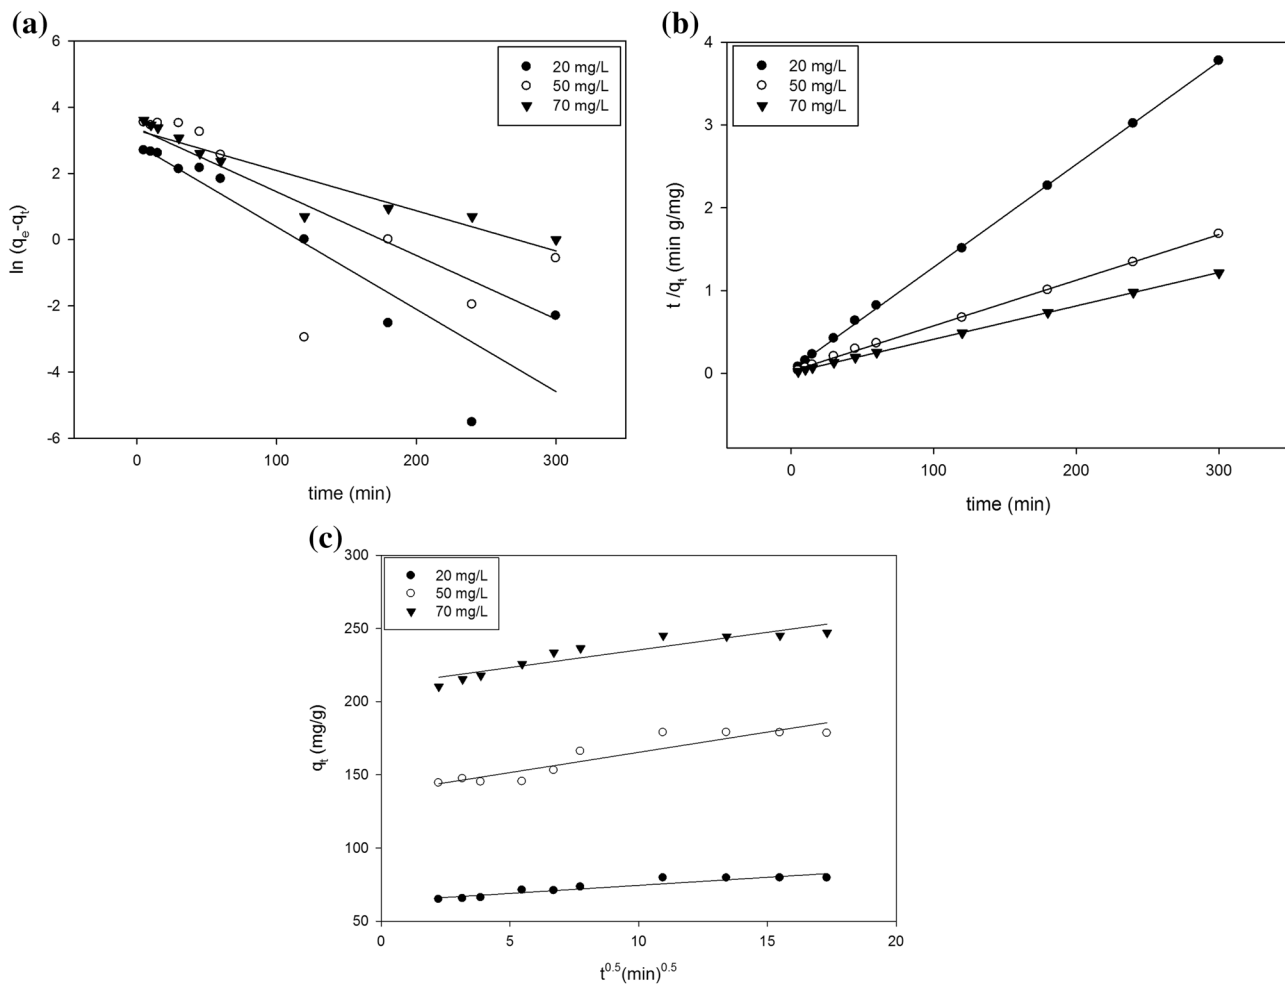 (a)
6
4
2
0
-2
-4
-6
ln (qe-qt)
20 mg/L
50 mg/L
70 mg/L
0
100
200
300
time (min)
(b)
4
3
2
1
0
t /qt (min g/mg)
20 mg/L
50 mg/L
70 mg/L
0
100
200
300
time (min)
(c)
300
250
200
150
100
50
qt (mg/g)
20 mg/L
50 mg/L
70 mg/L
0
5
10
15
20
t^0.5(min)^0.5